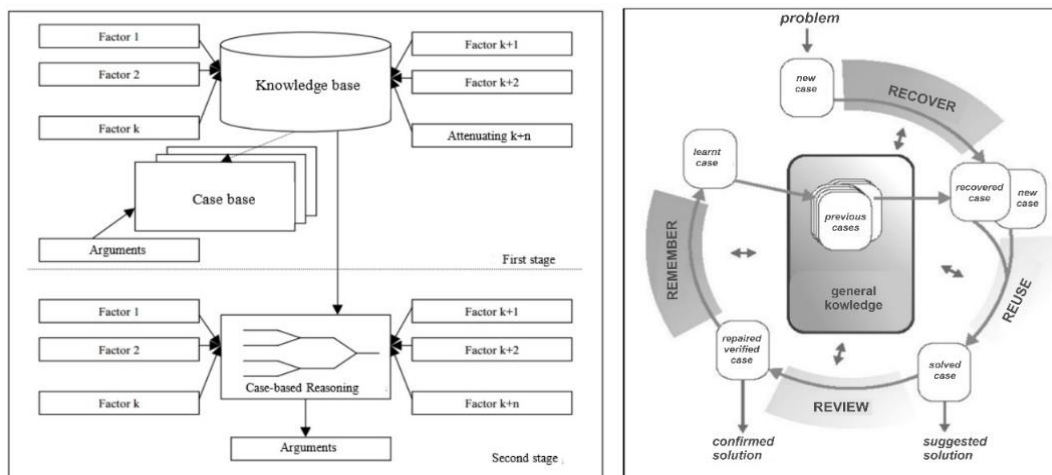 Factor 1
Factor 2
Factor k
Knowledge base
Factor k+1
Factor k+2
Attenuating k+n
Case base
Arguments
First stage
Factor 1
Factor 2
Factor k
Case-based Reasoning
Factor k+1
Factor k+2
Factor k+n
Arguments
Second stage
problem
new
case
RECOVER
learnt
case
previous
cases
recovered
case
new
case
REMEMBER
general
kowledge
REUSE
repaired
verified
case
solved
case
REVIEW
confirmed
solution
suggested
solution